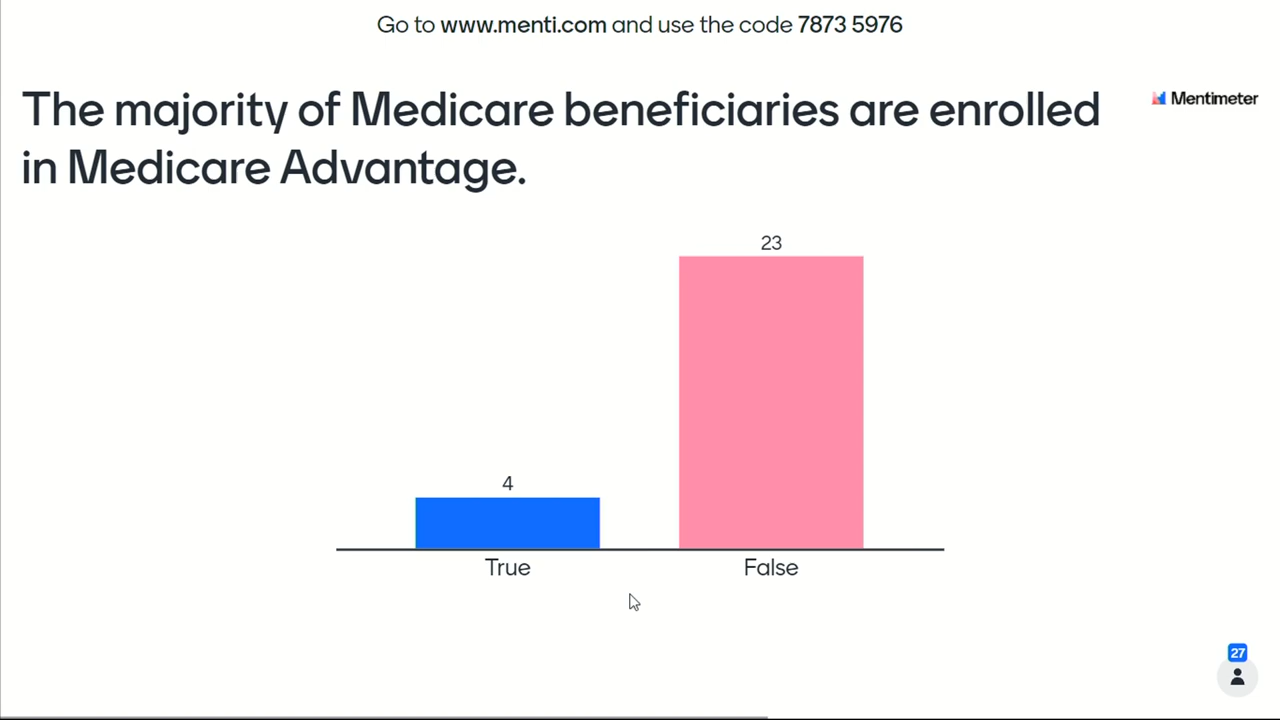 Go to www.menti.com and use the code 7873 5976
The majority of Medicare beneficiaries are enrolled
in Medicare Advantage.
Mentimeter
23
4
True
False
27